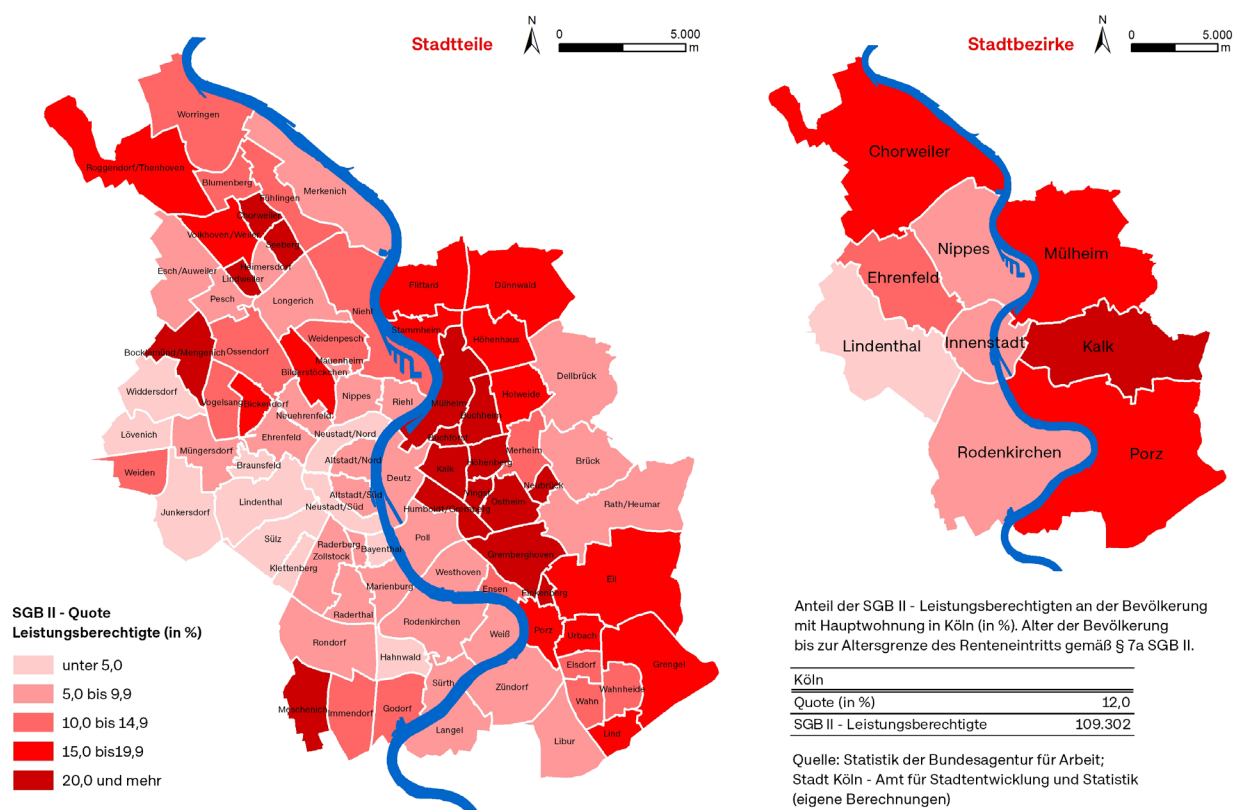 Stadtteile
N
0
5.000
m
Worringen
Roggendorf/Thenhoven
Blumenberg
Fühlingen
Merkenich
Chorweiler
Volkhoven/Weiler
Seeberg
Heimersdorf
Esch/Auweiler
Lindweiler
Pesch
Longerich
Niehl
Flittard
Dünnwald
Stammheim
Höhenhaus
Weidenpesch
Ossendorf
Bocklemünd/Mengenich
Mauenheim
Bilderstöckchen
Dellbrück
Widdersdorf
Vogelsang
Bickendorf
Nippes
Riehl
Mülheim
Holweide
Buchheim
Neuehrenfeld
Lövenich
Ehrenfeld
Neustadt/Nord
Buchforst
Müngersdorf
Merheim
Braunsfeld
Altstadt/Nord
Höhenberg
Brück
Weiden
Kalk
Deutz
Neubrück
Vingst
Altstadt/Süd
Ostheim
Lindenthal
Neustadt/Süd
Humboldt/Gremberg
Rath/Heumar
Junkersdorf
Sülz
Raderberg
Zollstock
Bayenthal
Poll
Gremberghoven
Klettenberg
Westhoven
Eil
Marienburg
Ensen
Finkenberg
Raderthal
Rodenkirchen
Weiß
Porz
Urbach
Rondorf
Hahnwald
Elsdorf
Grengel
Sürth
Zündorf
Wahnheide
Wahn
Meschenich
Immendorf
Godorf
Langel
Lind
Libur
SGB II - Quote
Leistungsberechtigte (in %)
unter 5,0
5,0 bis 9,9
10,0 bis 14,9
15,0 bis19,9
20,0 und mehr
Stadtbezirke
N
0
5.000
m
Chorweiler
Nippes
Mülheim
Ehrenfeld
Lindenthal
Innenstadt
Kalk
Rodenkirchen
Porz
Anteil der SGB II - Leistungsberechtigten an der Bevölkerung
mit Hauptwohnung in Köln (in %). Alter der Bevölkerung
bis zur Altersgrenze des Renteneintritts gemäß § 7a SGB II.
Köln
Quote (in %) 12,0
SGB II - Leistungsberechtigte 109.302
Quelle: Statistik der Bundesagentur für Arbeit;
Stadt Köln - Amt für Stadtentwicklung und Statistik
(eigene Berechnungen)